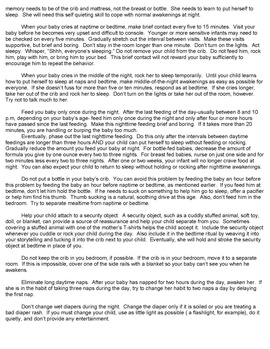 memory needs to be of the crib and mattress, not the breast or bottle.  She needs to learn to put herself to
sleep.  She will need this self quieting skill to cope with normal awakenings at night.
When your baby cries at naptime or bedtime, make brief contact every five to 15 minutes.  Visit your
baby before he becomes very upset and difficult to console.  Younger or more sensitive infants may need to
be checked on every five minutes.  Gradually stretch out the interval between visits.  Make these visits
supportive, but brief and boring.  Don't stay in the room longer than one minute.  Don't turn on the lights.  Act
sleepy.  Whisper, "Shhh, everyone's sleeping." Do not remove your child from the crib.  Do not feed him, rock
him, play with him, or bring him to your bed.  This brief contact will not reward your baby sufficiently to
encourage him to repeat the behavior.
When your baby cries in the middle of the night, rock her to sleep temporarily.  Until your child learns
how to put herself to sleep at naps and bedtime, make middle-of-the-night awakenings as easy as possible for
everyone.  If she doesn't fuss for more than five or ten minutes, respond as at bedtime.  If she cries longer,
take her out of the crib and rock her to sleep.  Don't turn on the lights or take her out of the room, however.
Try not to talk much to her.
Feed you baby only once during the night.  After the last feeding of the day-usually between 8 and 10
p.m, depending on your baby's age-feed him only once during the night and only after four or more hours
have passed since the last feeding.  Make this nighttime feeding brief and boring.  If it takes more than 20
minutes, you are handling or burping the baby too much.
Eventually, phase out the last nighttime feeding.  Do this only after the intervals between daytime
feedings are longer than three hours AND your child can put herself to sleep without feeding or rocking.
Gradually reduce the amount you feed your baby at night.  For bottle-fed babies, decrease the amount of
formula you give by one ounce every two to three nights.  For breast fed babies, nurse on just one side and for
two minutes less every two to three nights.  After one or two weeks, your infant will no longer crave food at
night.  You can also expect your child to return to sleep without holding or rocking after nighttime awakenings.
Do not put a bottle in your baby's crib.  You can avoid this problem by feeding the baby an hour before
this problem by feeding the baby an hour before naptime or bedtime, as mentioned earlier.  If you feed him at
bedtime, don't let him hold the bottle.  If he needs to suck on something to help him go to sleep, offer a pacifier
or help him find his thumb.  Thumb sucking is a natural, soothing drive at this age.  Also, don't feed him in the
bedroom.  Try to separate mealtime from naptime or bedtime.
Help your child attach to a security object.  A security object, such as a cuddly stuffed animal, soft toy,
doll, or blanket, can provide a source of reassurance and help your child separate from you.  Sometimes
covering a stuffed animal with one of the mother's T-shirts helps the child accept it.  Include the security object
whenever you cuddle or rock your child during the day.  Also include it in the bedtime ritual by weaving it into
your storytelling and tucking it into the crib next to your child.  Eventually, she will hold and stroke the security
object at bedtime in place of you.
Do not keep the crib in you bedroom, if possible.  If the crib is in your bedroom, move it to a separate
room.  If this is impossible, cover one of the side rails with a blanket so your baby can't see you when he
awakens.
Eliminate longday naps.  After your baby has napped for two hours during the day, awaken her.  If
she is in the habit of taking three naps during the day, try to change her habit to two naps a day by delaying
the first nap.
Don't change wet diapers during the night.  Change the diaper only if it is soiled or you are treating a
bad diaper rash.  If you must change your child, use as little light as possible ( a flashlight, for example), do it
quietly, and don't provide any entertainment.